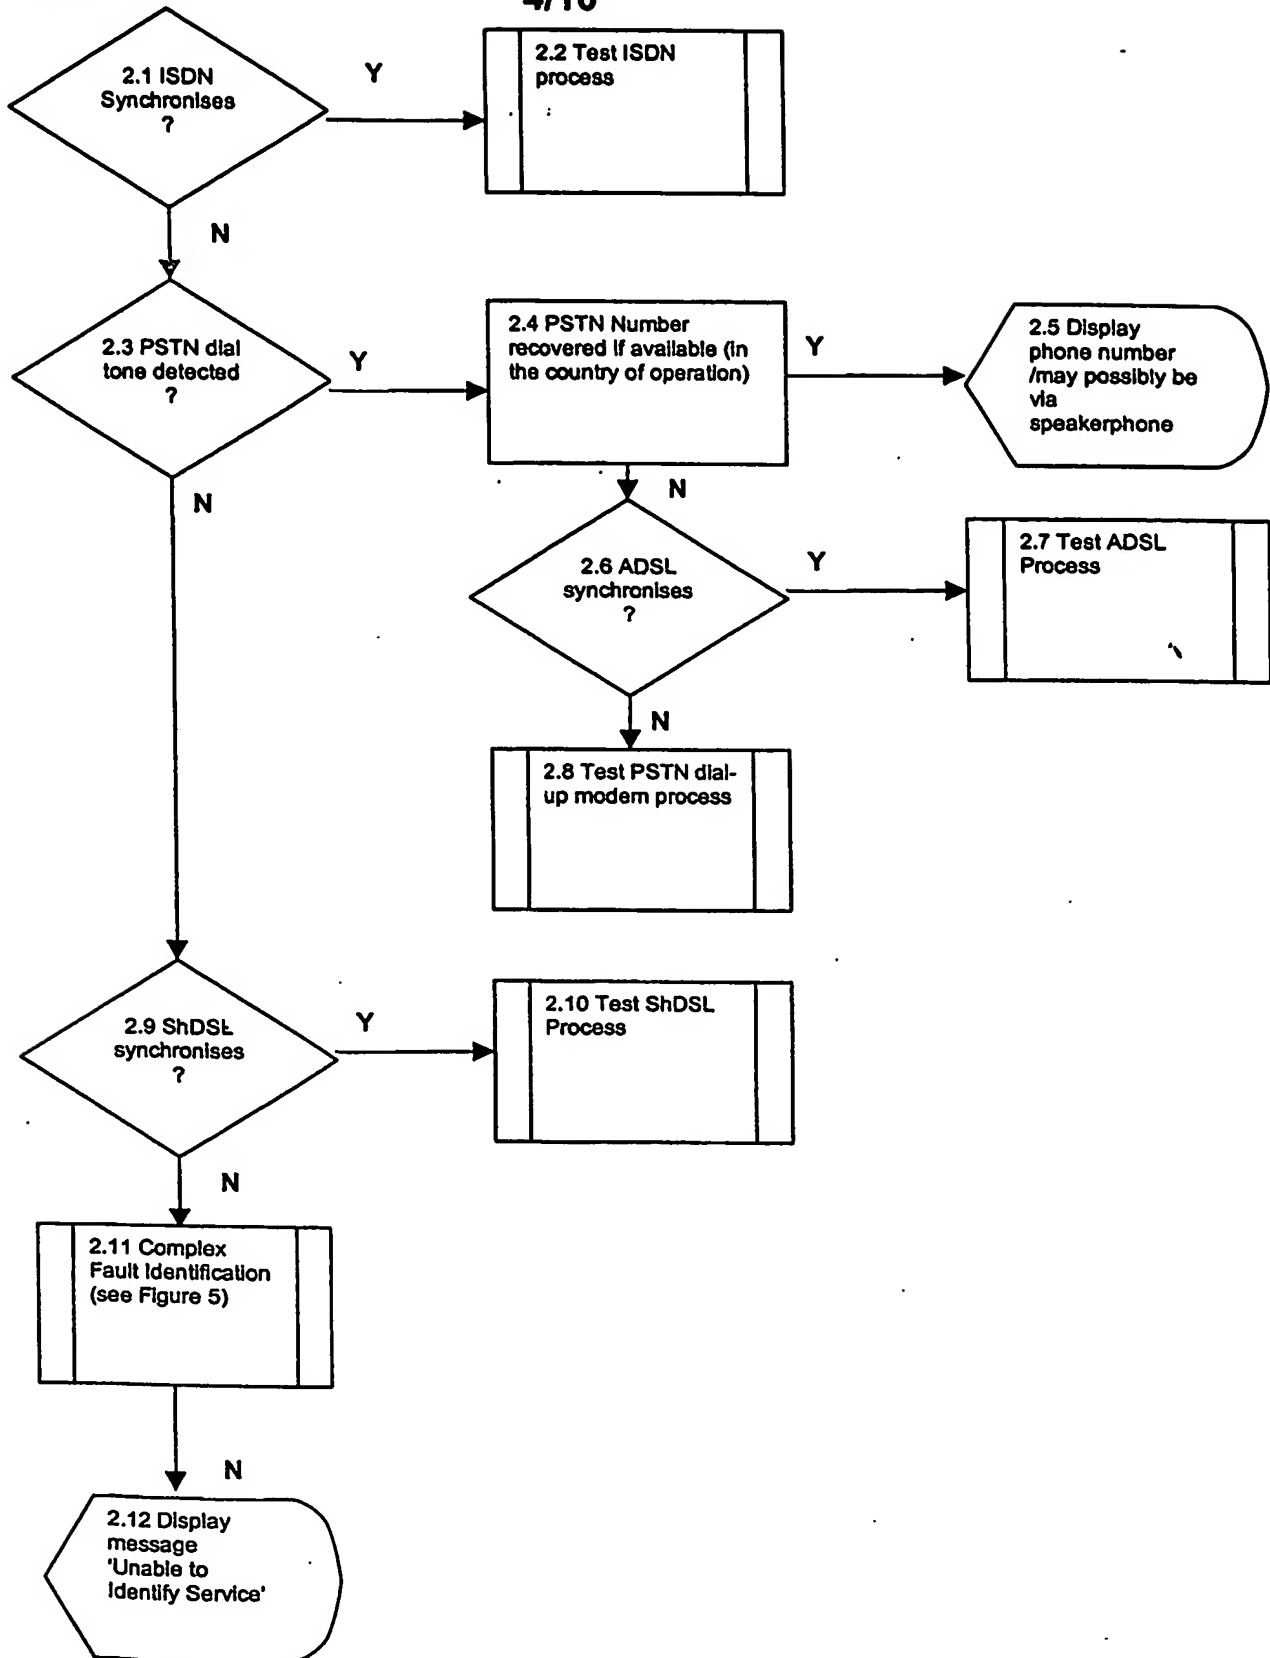 4/10
2.1 ISDN
Synchronises
?
Y
2.2 Test ISDN
process
N
2.3 PSTN dial
tone detected
?
Y
2.4 PSTN Number
recovered if available (in
the country of operation)
Y
2.5 Display
phone number
/may possibly be
via
speakerphone
N
N
2.6 ADSL
synchronises
?
Y
2.7 Test ADSL
Process
N
2.8 Test PSTN dial-
up modem process
2.9 ShDSL
synchronises
?
Y
2.10 Test ShDSL
Process
N
2.11 Complex
Fault Identification
(see Figure 5)
N
2.12 Display
message
'Unable to
Identify Service'